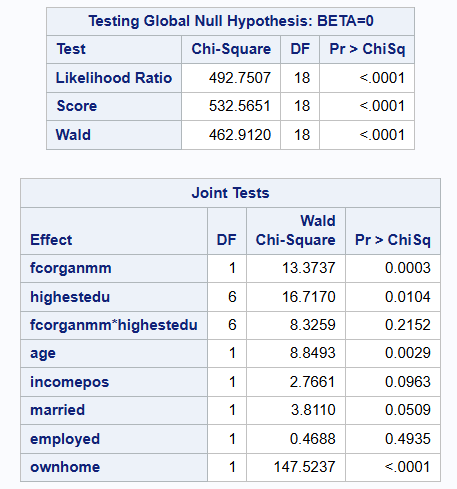 Testing Global Null Hypothesis: BETA=0
Test Chi-Square DF Pr > ChiSq
Likelihood Ratio 492.7507 18 <.0001
Score 532.5651 18 <.0001
Wald 462.9120 18 <.0001
Joint Tests
Effect DF Wald Chi-Square Pr > ChiSq
fcorganmm 1 13.3737 0.0003
highestedu 6 16.7170 0.0104
fcorganmm*highestedu 6 8.3259 0.2152
age 1 8.8493 0.0029
incomepos 1 2.7661 0.0963
married 1 3.8110 0.0509
employed 1 0.4688 0.4935
ownhome 1 147.5237 <.0001